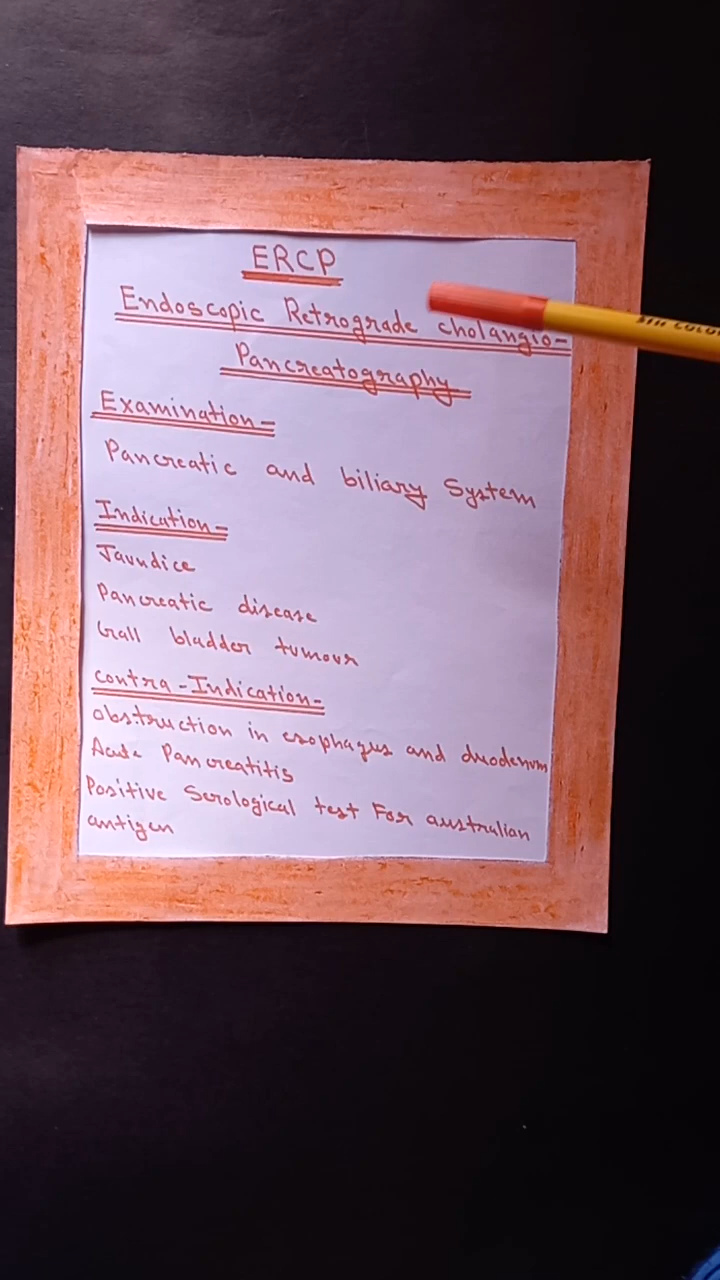 ERCP
Endoscopic Retrograde cholangio-
Pancreatography
Examination-
Pancreatic and biliary System
Indication-
Jaundice
Pancreatic disease
Gall bladder tumour
Contra-Indication-
Obstruction in esophagus and duodenum
Acute Pancreatitis
Positive Serological test For australian
antigen